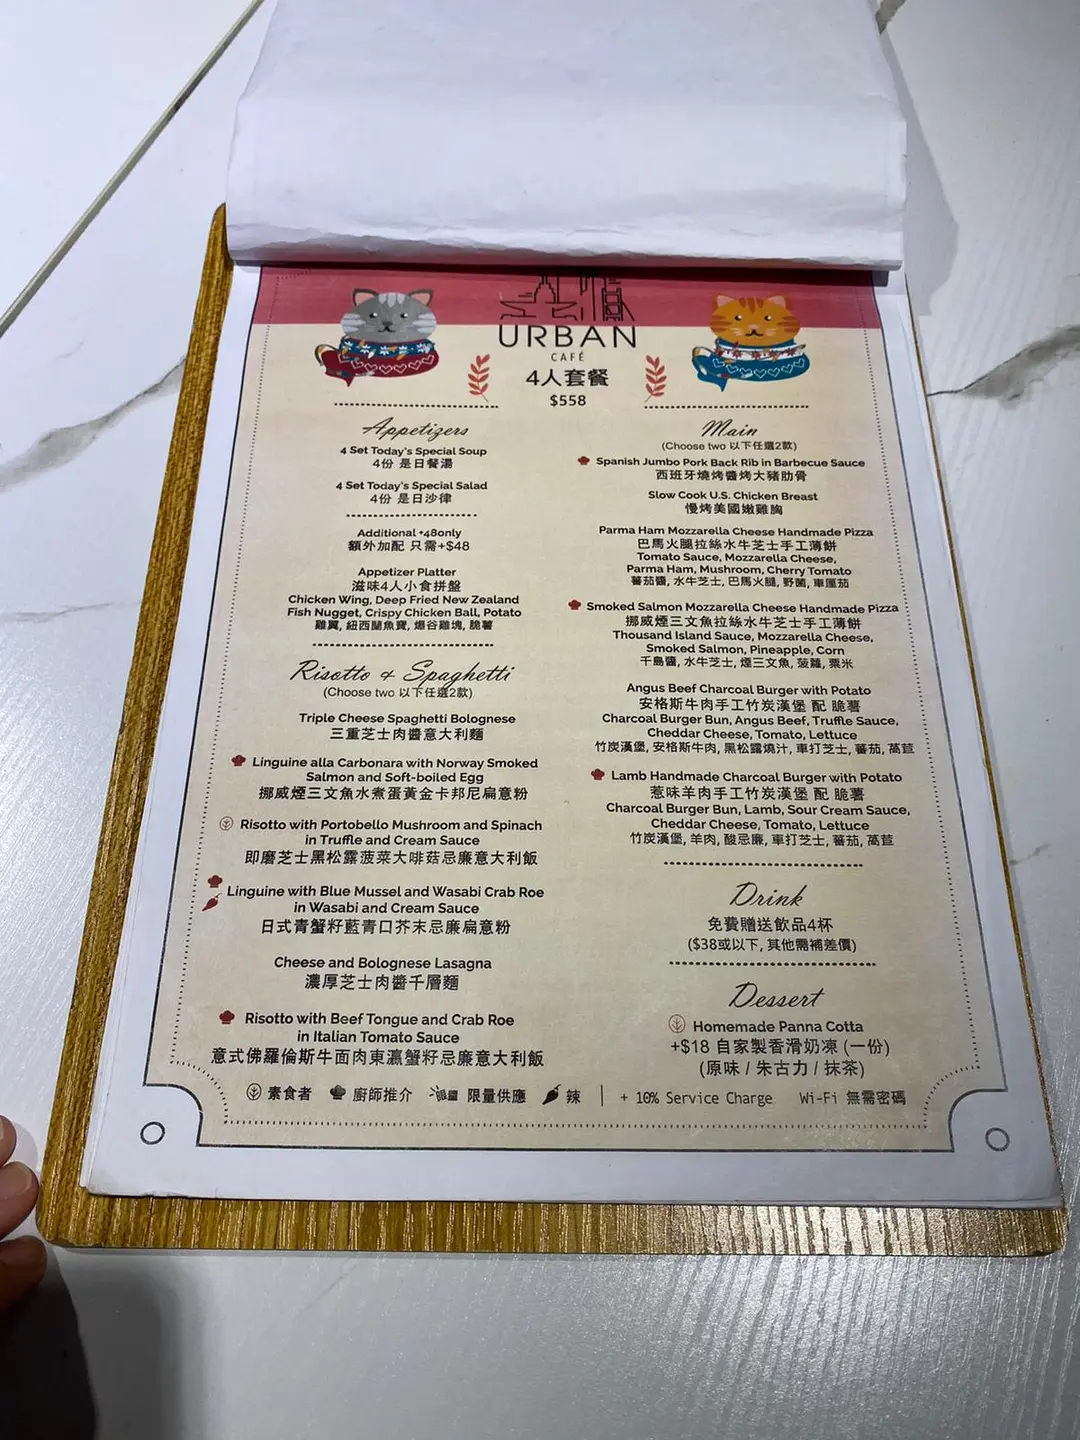 URBAN
CAFÉ
4人套餐
$558
Appetizers
4 Set Today's Special Soup
4份 是日餐湯
4 Set Today's Special Salad
4份 是日沙律
Additional +48only
額外加配 只需+$48
Appetizer Platter
滋味4人小食拼盤
Chicken Wing, Deep Fried New Zealand
Fish Nugget, Crispy Chicken Ball, Potato
雞翼, 紐西蘭魚寶, 爆谷雞塊, 脆薯
Risotto & Spaghetti
(Choose two 以下任選2款)
Triple Cheese Spaghetti Bolognese
三重芝士肉醬意大利麵
Linguine alla Carbonara with Norway Smoked
Salmon and Soft-boiled Egg
挪威煙三文魚水煮蛋黃金卡邦尼扁意粉
Risotto with Portobello Mushroom and Spinach
in Truffle and Cream Sauce
即磨芝士黑松露菠菜大啡菇忌廉意大利飯
Linguine with Blue Mussel and Wasabi Crab Roe
in Wasabi and Cream Sauce
日式青蟹籽藍青口芥末忌廉扁意粉
Cheese and Bolognese Lasagna
濃厚芝士肉醬千層麵
Risotto with Beef Tongue and Crab Roe
in Italian Tomato Sauce
意式佛羅倫斯牛面肉東瀛蟹籽忌廉意大利飯
Main
(Choose two 以下任選2款)
Spanish Jumbo Pork Back Rib in Barbecue Sauce
西班牙燒烤醬烤大豬肋骨
Slow Cook U.S. Chicken Breast
慢烤美國嫩雞胸
Parma Ham Mozzarella Cheese Handmade Pizza
巴馬火腿拉絲水牛芝士手工薄餅
Tomato Sauce, Mozzarella Cheese,
Parma Ham, Mushroom, Cherry Tomato
蕃茄醬, 水牛芝士, 巴馬火腿, 野菌, 車厘茄
Smoked Salmon Mozzarella Cheese Handmade Pizza
挪威煙三文魚拉絲水牛芝士手工薄餅
Thousand Island Sauce, Mozzarella Cheese,
Smoked Salmon, Pineapple, Corn
千島醬, 水牛芝士, 煙三文魚, 菠蘿, 粟米
Angus Beef Charcoal Burger with Potato
安格斯牛肉手工竹炭漢堡 配 脆薯
Charcoal Burger Bun, Angus Beef, Truffle Sauce,
Cheddar Cheese, Tomato, Lettuce
竹炭漢堡, 安格斯牛肉, 黑松露燒汁, 車打芝士, 蕃茄, 萵苣
Lamb Handmade Charcoal Burger with Potato
惹味羊肉手工竹炭漢堡 配 脆薯
Charcoal Burger Bun, Lamb, Sour Cream Sauce,
Cheddar Cheese, Tomato, Lettuce
竹炭漢堡, 羊肉, 酸忌廉, 車打芝士, 蕃茄, 萵苣
Drink
免費贈送飲品4杯
($38或以下, 其他需補差價)
Dessert
Homemade Panna Cotta
+$18 自家製香滑奶凍 (一份)
(原味 / 朱古力 / 抹茶)
素食者 廚師推介 限量供應 辣 | + 10% Service Charge Wi-Fi 無需密碼